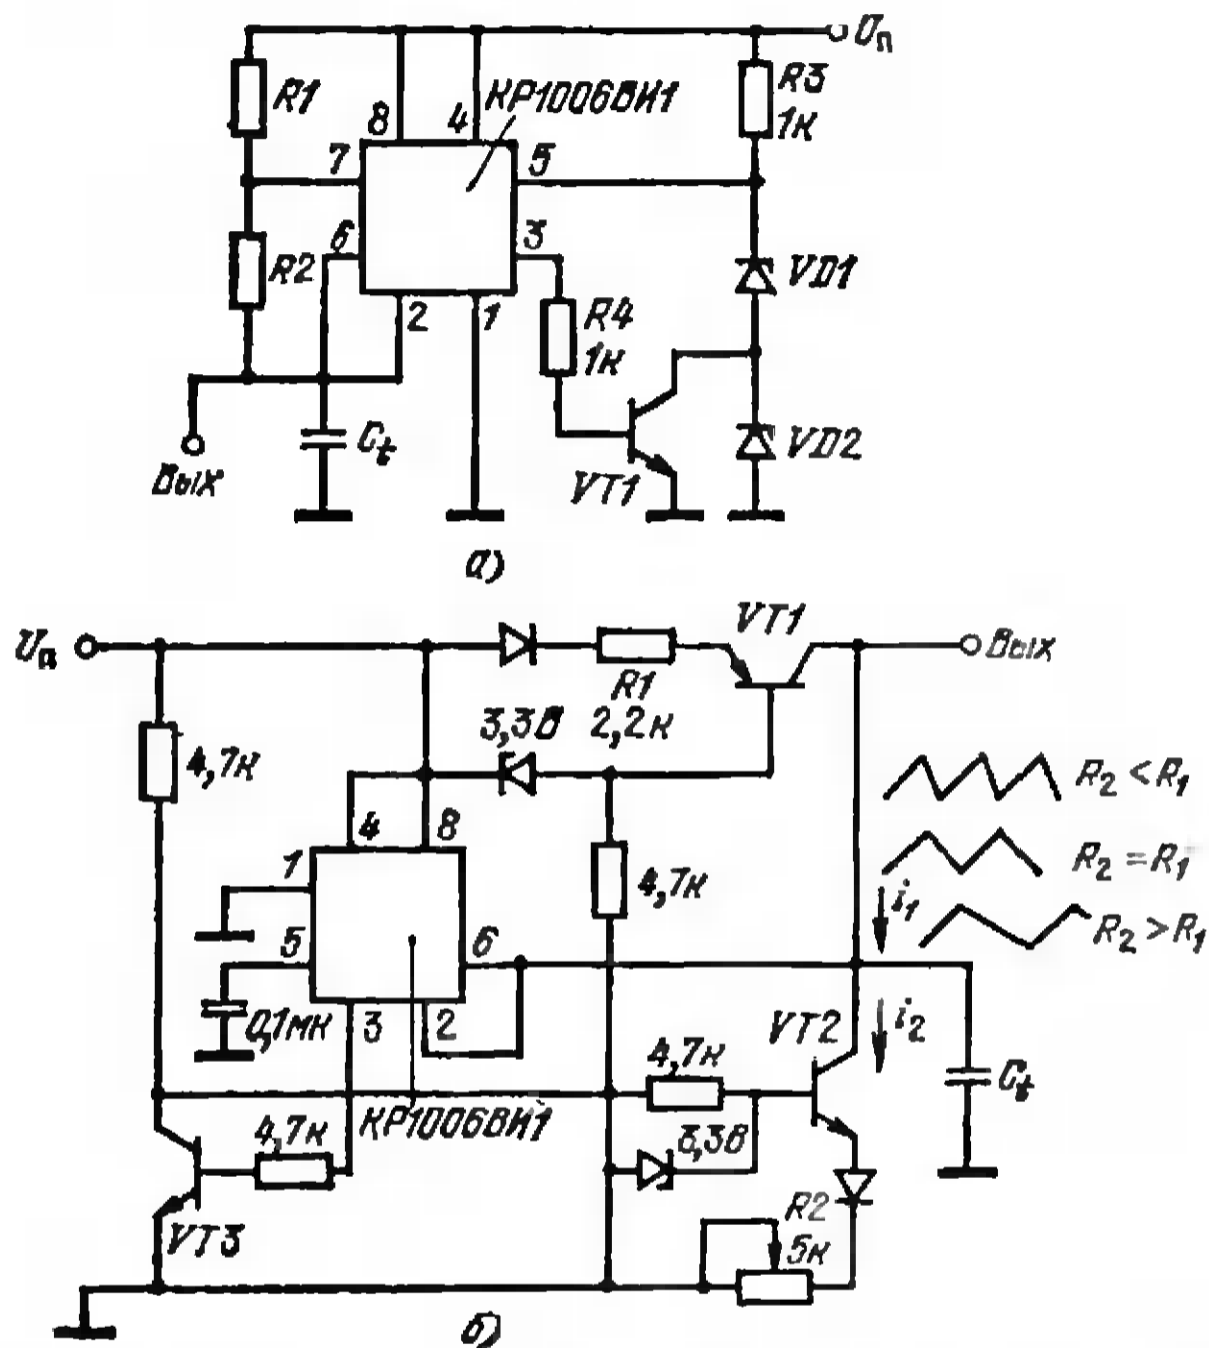 Uп
R1
КР1006ВИ1
R3
1к
8
4
7
5
6
3
R2
2
1
R4
1к
VD1
Ct
Вых
VT1
VD2
а)
Uп
VT1
Вых
R1
3,3В
2,2к
4,7к
R2 < R1
4
8
1
4,7к
R2 = R1
i1
5
6
R2 > R1
0,1мк
3
2
VT2
i2
4,7к
Ct
КР1006ВИ1
4,7к
3,3В
R2
VT3
5к
б)